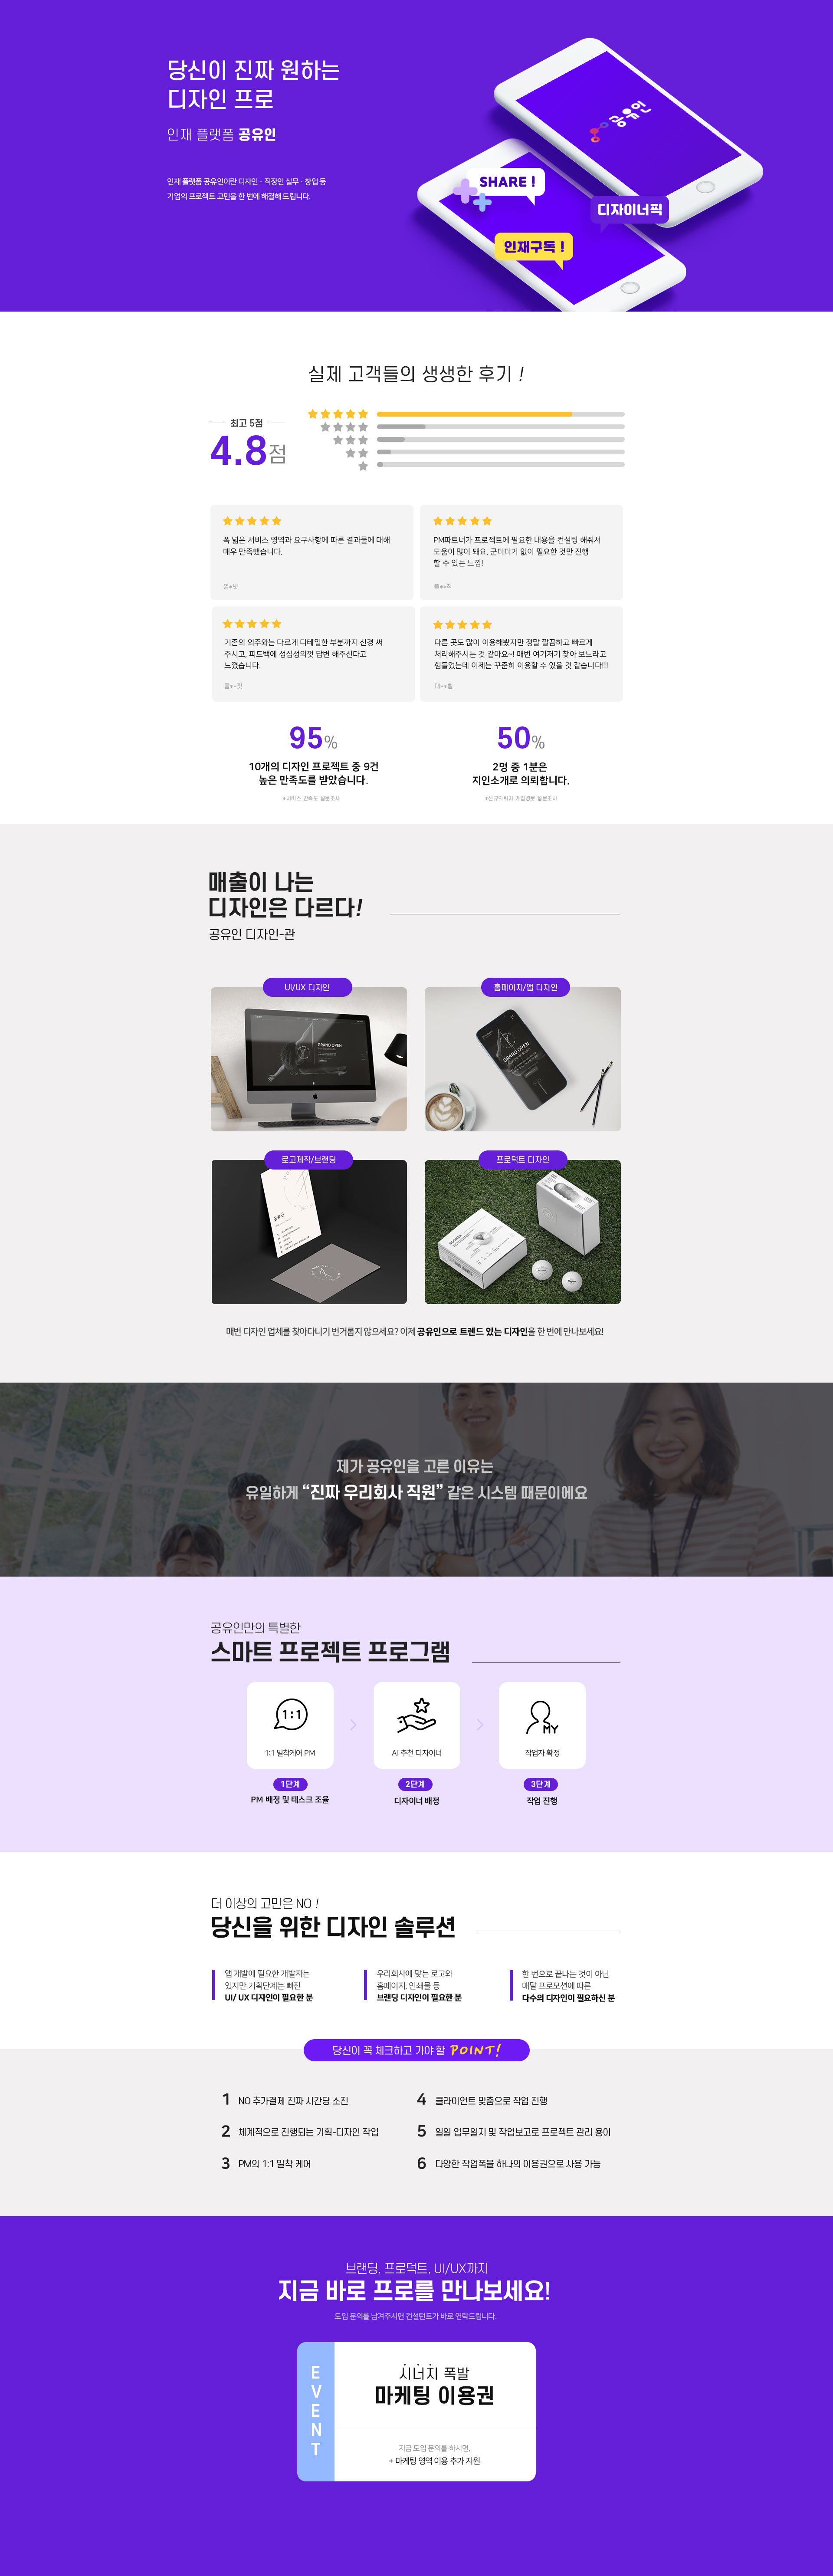 당신이 진짜 원하는
디자인 프로
인재 플랫폼 공유인
인재 플랫폼 공유인이란 디자인 · 직장인 실무 · 창업 등
기업의 프로젝트 고민을 한 번에 해결해 드립니다.
공유인
SHARE !
디자이너픽
인재구독 !
실제 고객들의 생생한 후기 !
최고 5점
4.8점
폭 넓은 서비스 영역과 요구사항에 따른 결과물에 대해
매우 만족했습니다.
PM파트너가 프로젝트에 필요한 내용을 컨설팅 해줘서
도움이 많이 돼요. 군더더기 없이 필요한 것만 진행
할 수 있는 느낌!
기존의 외주와는 다르게 디테일한 부분까지 신경 써
주시고, 피드백에 성심성의껏 답변 해주신다고
느꼈습니다.
다른 곳도 많이 이용해봤지만 정말 깔끔하고 빠르게
처리해주시는 것 같아요~! 매번 여기저기 찾아 보느라고
힘들었는데 이제는 꾸준히 이용할 수 있을 것 같습니다!!!
95%
10개의 디자인 프로젝트 중 9건
높은 만족도를 받았습니다.
*서비스 만족도 설문조사
50%
2명 중 1분은
지인소개로 의뢰합니다.
*신규의뢰자 가입경로 설문조사
매출이 나는
디자인은 다르다!
공유인 디자인-관
UI/UX 디자인
홈페이지/앱 디자인
GRAND OPEN
GRAND OPEN
로고제작/브랜딩
프로덕트 디자인
매번 디자인 업체를 찾아다니기 번거롭지 않으세요? 이제 공유인으로 트렌드 있는 디자인을 한 번에 만나보세요!
제가 공유인을 고른 이유는
유일하게 “진짜 우리회사 직원” 같은 시스템 때문이에요
공유인만의 특별한
스마트 프로젝트 프로그램
1:1
1:1 밀착케어 PM
AI 추천 디자이너
MY
작업자 확정
1단계
PM 배정 및 테스크 조율
2단계
디자이너 배정
3단계
작업 진행
더 이상의 고민은 NO !
당신을 위한 디자인 솔루션
앱 개발에 필요한 개발자는
있지만 기획단계는 빠진
UI/ UX 디자인이 필요한 분
우리회사에 맞는 로고와
홈페이지, 인쇄물 등
브랜딩 디자인이 필요한 분
한 번으로 끝나는 것이 아닌
매달 프로모션에 따른
다수의 디자인이 필요하신 분
당신이 꼭 체크하고 가야 할 POINT!
1 NO 추가결제 진짜 시간당 소진
2 체계적으로 진행되는 기획-디자인 작업
3 PM의 1:1 밀착 케어
4 클라이언트 맞춤으로 작업 진행
5 일일 업무일지 및 작업보고로 프로젝트 관리 용이
6 다양한 작업폭을 하나의 이용권으로 사용 가능
브랜딩, 프로덕트, UI/UX까지
지금 바로 프로를 만나보세요!
도입 문의를 남겨주시면 컨설턴트가 바로 연락드립니다.
EVENT
시너지 폭발
마케팅 이용권
지금 도입 문의를 하시면,
+ 마케팅 영역 이용 추가 지원